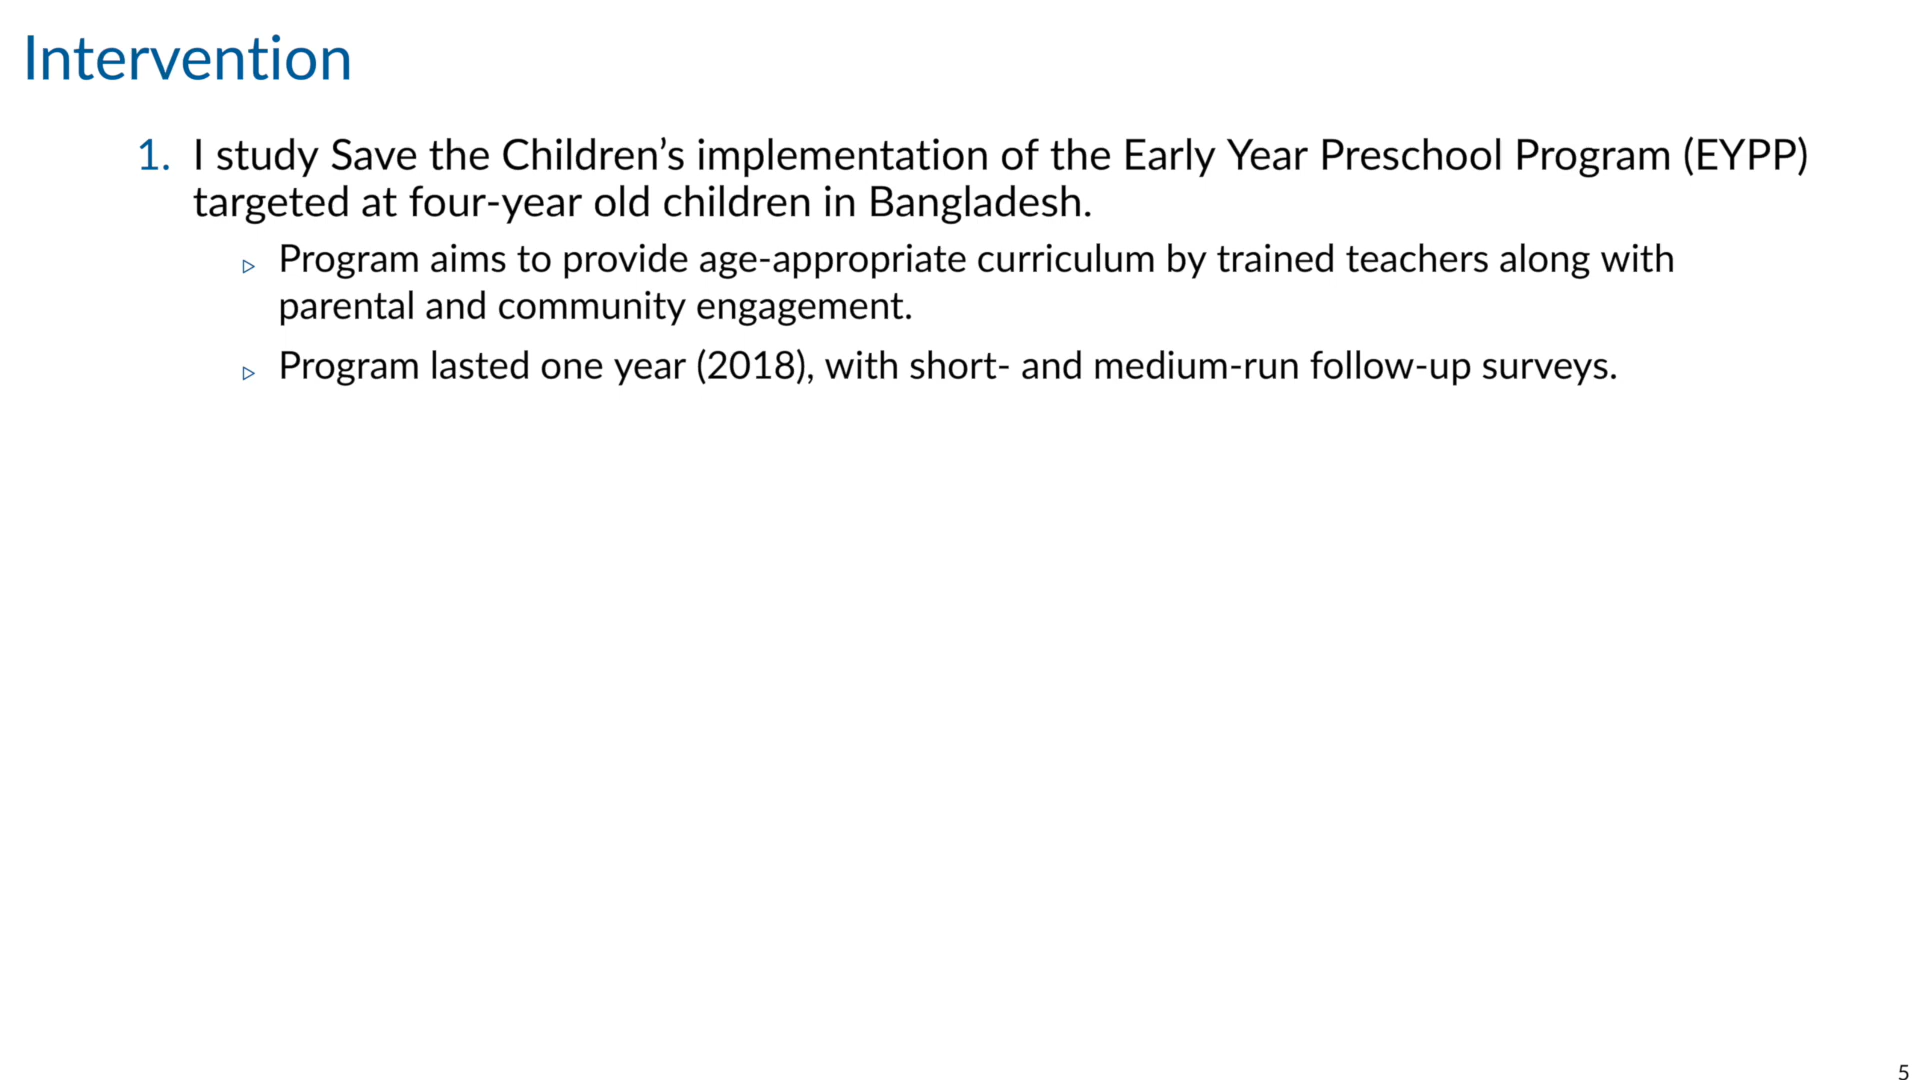 Intervention
1. I study Save the Children’s implementation of the Early Year Preschool Program (EYPP)
targeted at four-year old children in Bangladesh.
▹ Program aims to provide age-appropriate curriculum by trained teachers along with
parental and community engagement.
▹ Program lasted one year (2018), with short- and medium-run follow-up surveys.
5